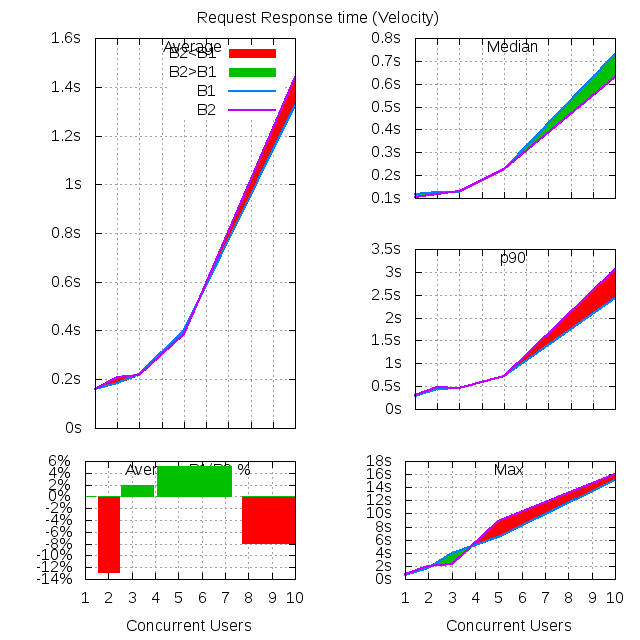 Request Response time (Velocity)
1.6s
1.4s
1.2s
1s
0.8s
0.6s
0.4s
0.2s
0s
Average
B2<B1
B2>B1
B1
B2
0.8s
0.7s
0.6s
0.5s
0.4s
0.3s
0.2s
0.1s
Median
3.5s
3s
2.5s
2s
1.5s
1s
0.5s
0s
p90
6%
4%
2%
0%
-2%
-4%
-6%
-8%
-10%
-12%
-14%
%
1 2 3 4 5 6 7 8 9 10
Concurrent Users
18s
16s
14s
12s
10s
8s
6s
4s
2s
0s
Max
1 2 3 4 5 6 7 8 9 10
Concurrent Users